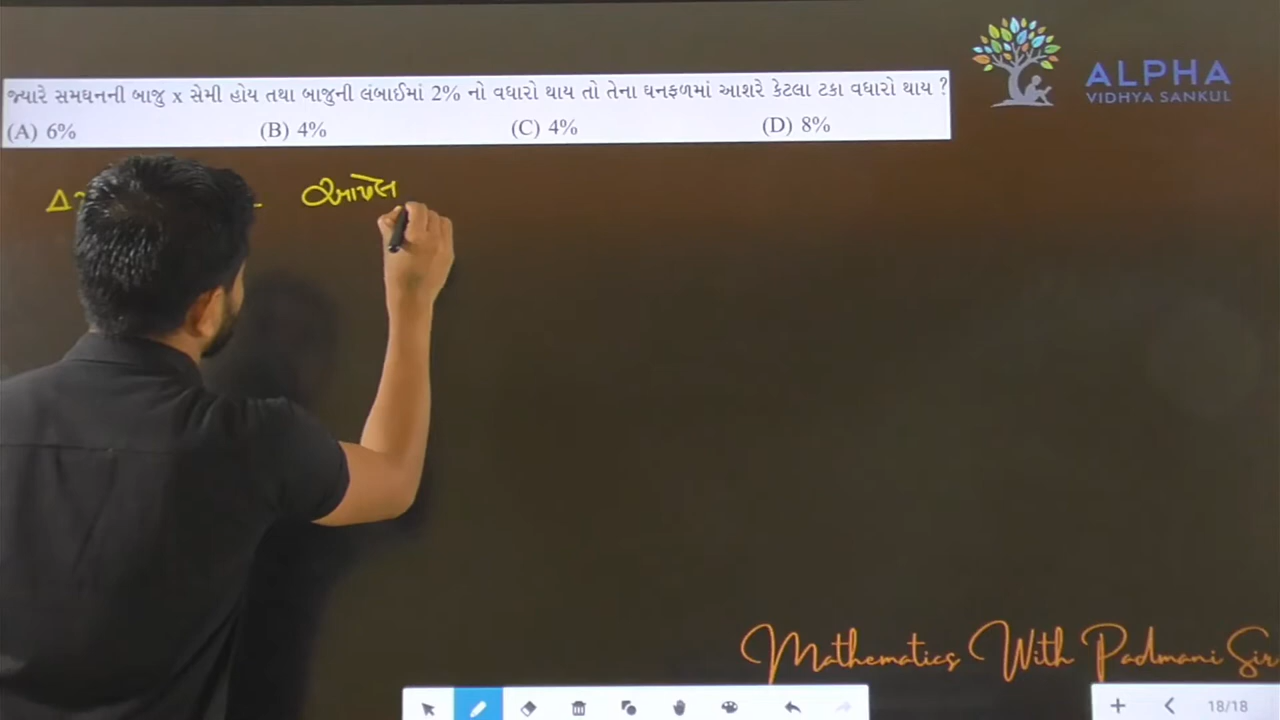 ALPHA
VIDHYA SANKUL
જ્યારે સમઘનની બાજુ x સેમી હોય તથા બાજુની લંબાઈમાં 2% નો વધારો થાય તો તેના ઘનફળમાં આશરે કેટલા ટકા વધારો થાય ?
(A) 6% (B) 4% (C) 4% (D) 8%
Δ આપેલ
Mathematics With Padmani Sir
18/18